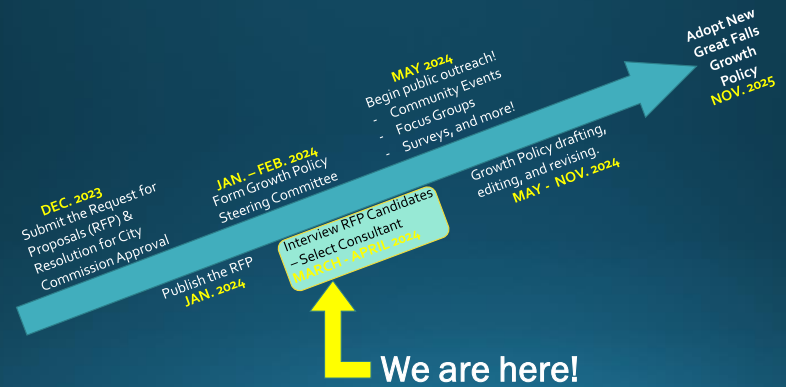 DEC. 2023
Submit the Request for
Proposals (RFP) &
Resolution for City
Commission Approval
Publish the RFP
JAN. 2024
JAN. – FEB. 2024
Form Growth Policy
Steering Committee
Interview RFP Candidates
– Select Consultant
MARCH - APRIL 2024
We are here!
MAY 2024
Begin public outreach!
- Community Events
- Focus Groups
- Surveys, and more!
Growth Policy drafting,
editing, and revising.
MAY - NOV. 2024
Adopt New
Great Falls
Growth
Policy
NOV. 2025